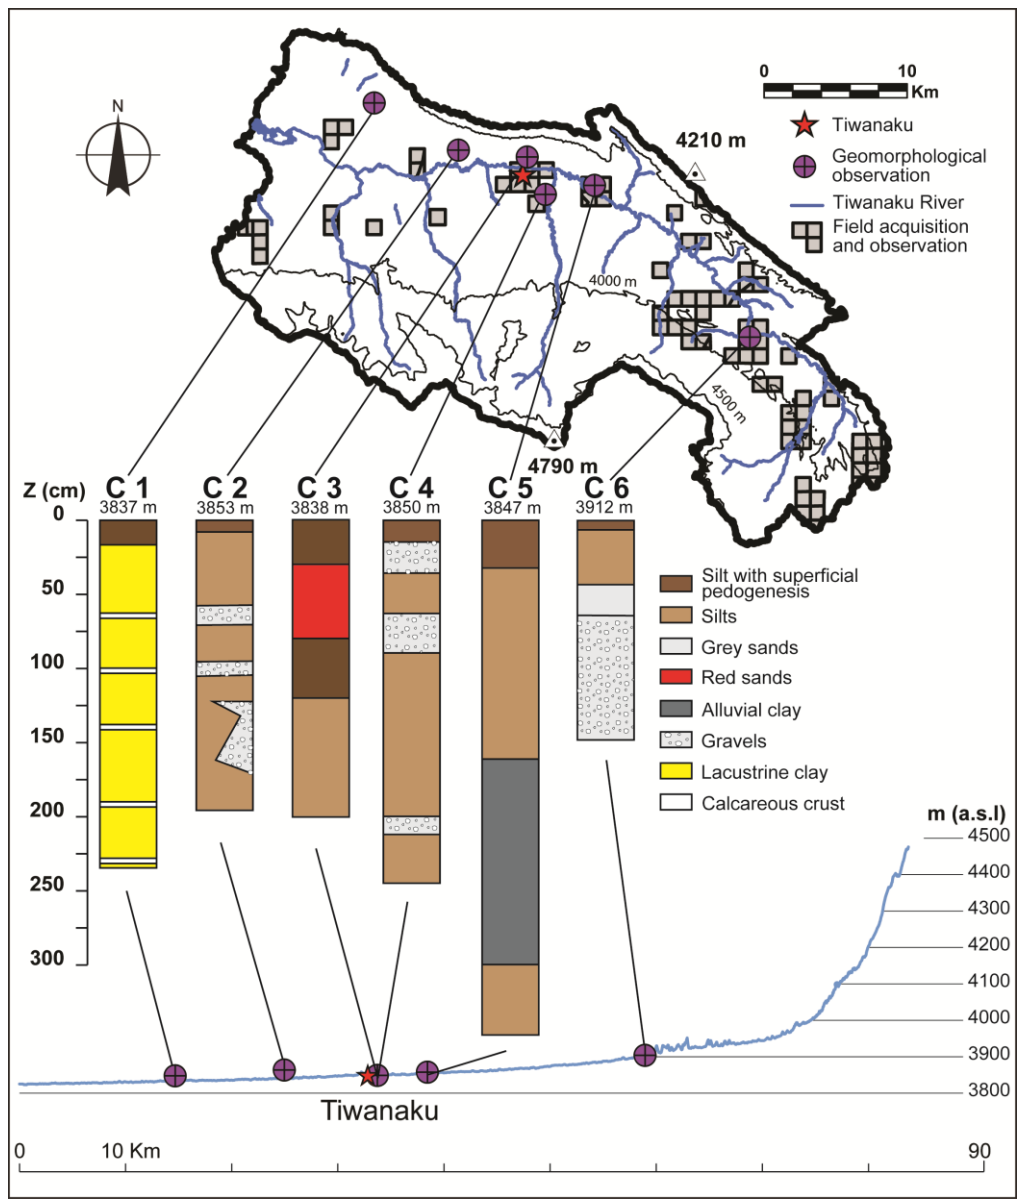 N
0 10
Km
Tiwanaku
4210 m
Geomorphological
observation
Tiwanaku River
Field acquisition
and observation
4000 m
4500 m
4790 m
Z (cm)
C 1 C 2 C 3 C 4 C 5 C 6
3837 m 3853 m 3838 m 3850 m 3847 m 3912 m
0
50
100
150
200
250
300
Silt with superficial
pedogenesis
Silts
Grey sands
Red sands
Alluvial clay
Gravels
Lacustrine clay
Calcareous crust
m (a.s.l)
4500
4400
4300
4200
4100
4000
3900
3800
Tiwanaku
0 10 Km 90